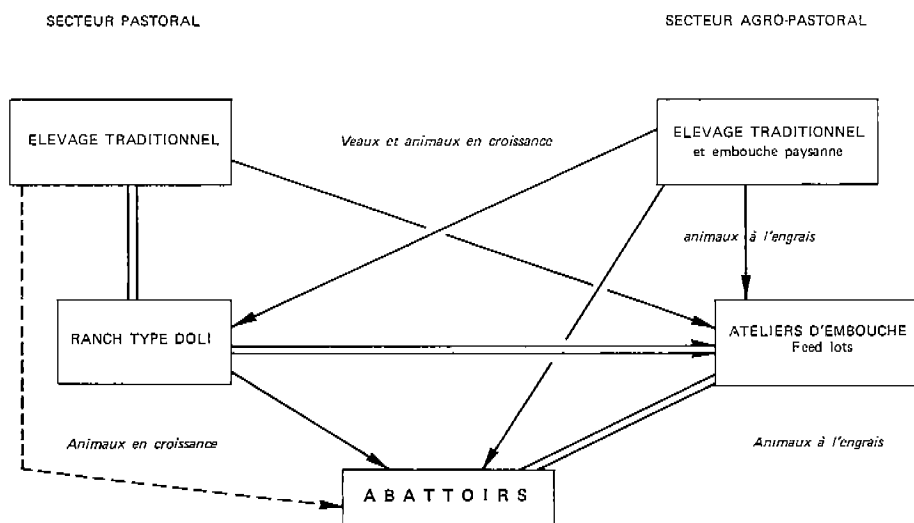 SECTEUR PASTORAL
SECTEUR AGRO-PASTORAL
ELEVAGE TRADITIONNEL
Veaux et animaux en croissance
ELEVAGE TRADITIONNEL
et embouche paysanne
animaux à l'engrais
RANCH TYPE DOLI
ATELIERS D'EMBOUCHE
Feed lots
Animaux en croissance
Animaux à l'engrais
ABATTOIRS